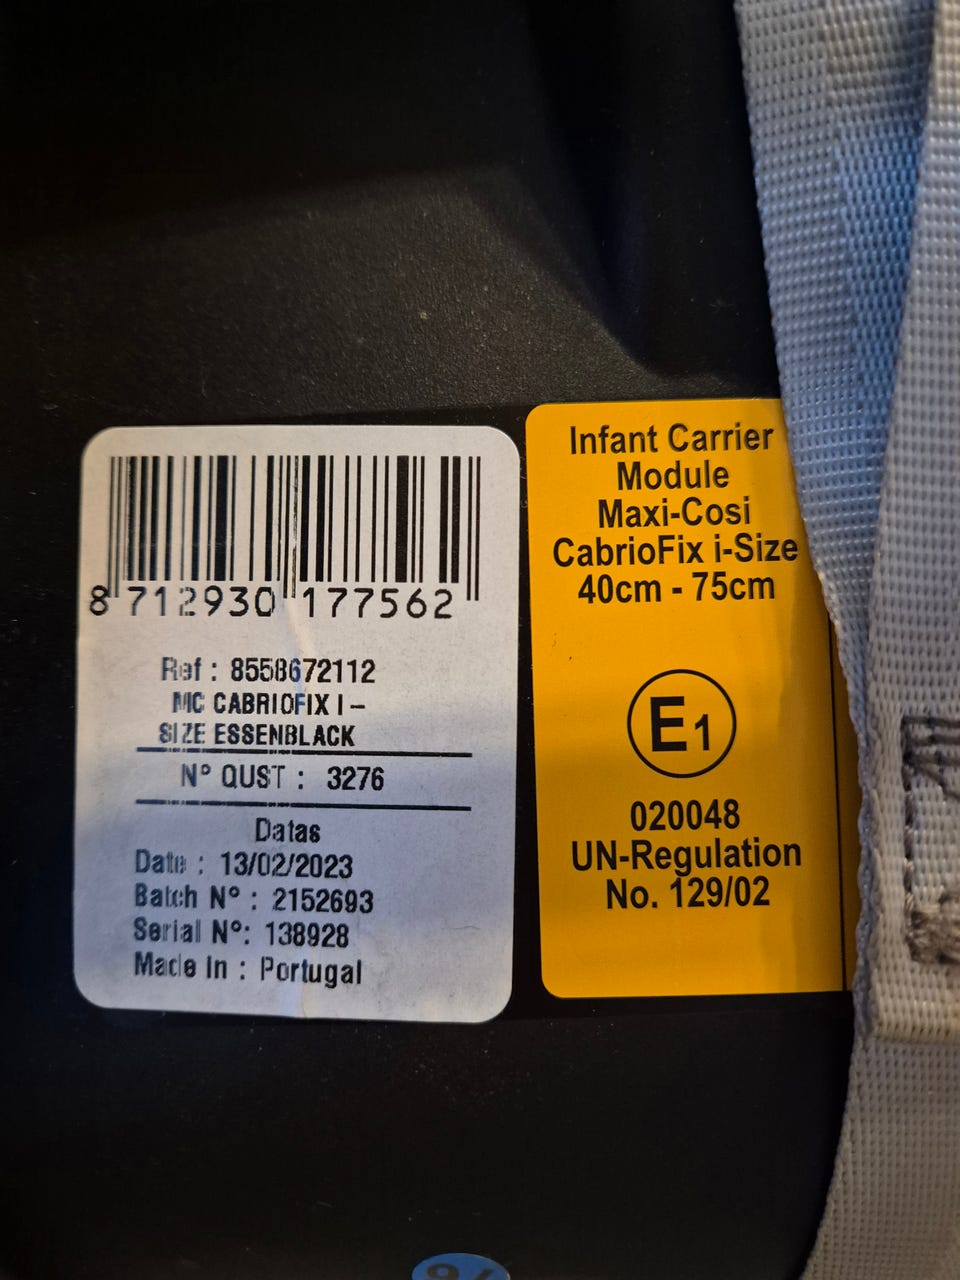 8 712930 177562
Ref : 8558672112
MC CABRIOFIX I -
SIZE ESSENBLACK
N° QUST : 3276
Datas
Date : 13/02/2023
Batch N° : 2152693
Serial N°: 138928
Made In : Portugal
Infant Carrier
Module
Maxi-Cosi
CabrioFix i-Size
40cm - 75cm
E1
020048
UN-Regulation
No. 129/02